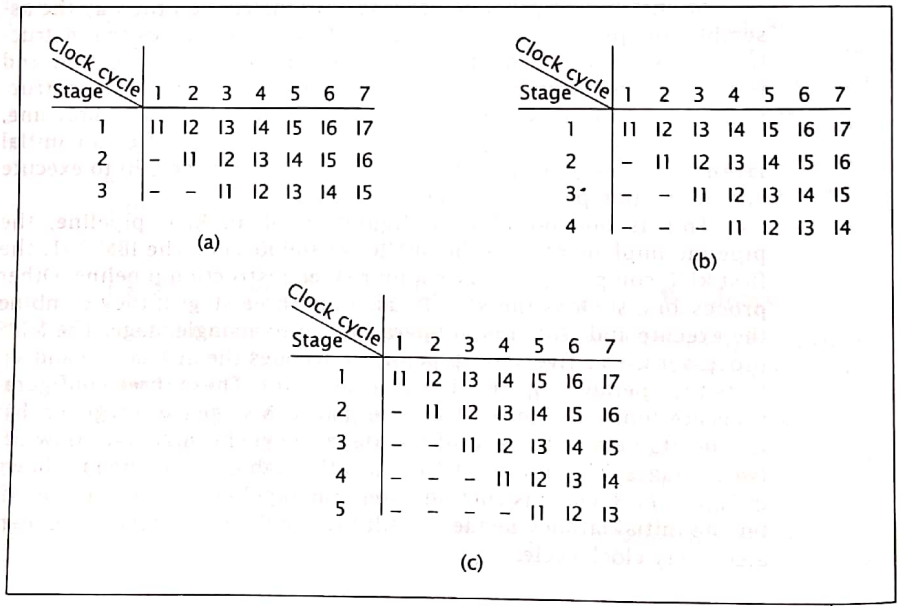 Clock cycle
Stage 1 2 3 4 5 6 7
1 I1 I2 I3 I4 I5 I6 I7
2 – I1 I2 I3 I4 I5 I6
3 – – I1 I2 I3 I4 I5
(a)
Clock cycle
Stage 1 2 3 4 5 6 7
1 I1 I2 I3 I4 I5 I6 I7
2 – I1 I2 I3 I4 I5 I6
3 – – I1 I2 I3 I4 I5
4 – – – I1 I2 I3 I4
(b)
Clock cycle
Stage 1 2 3 4 5 6 7
1 I1 I2 I3 I4 I5 I6 I7
2 – I1 I2 I3 I4 I5 I6
3 – – I1 I2 I3 I4 I5
4 – – – I1 I2 I3 I4
5 – – – – I1 I2 I3
(c)